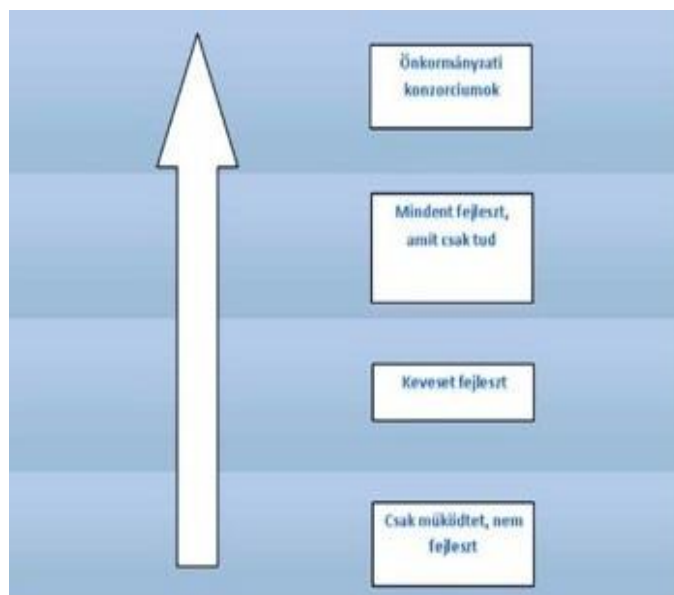 Önkormányzati
konzorciumok
Mindent fejleszt,
amit csak tud
Keveset fejleszt
Csak működtet, nem
fejleszt